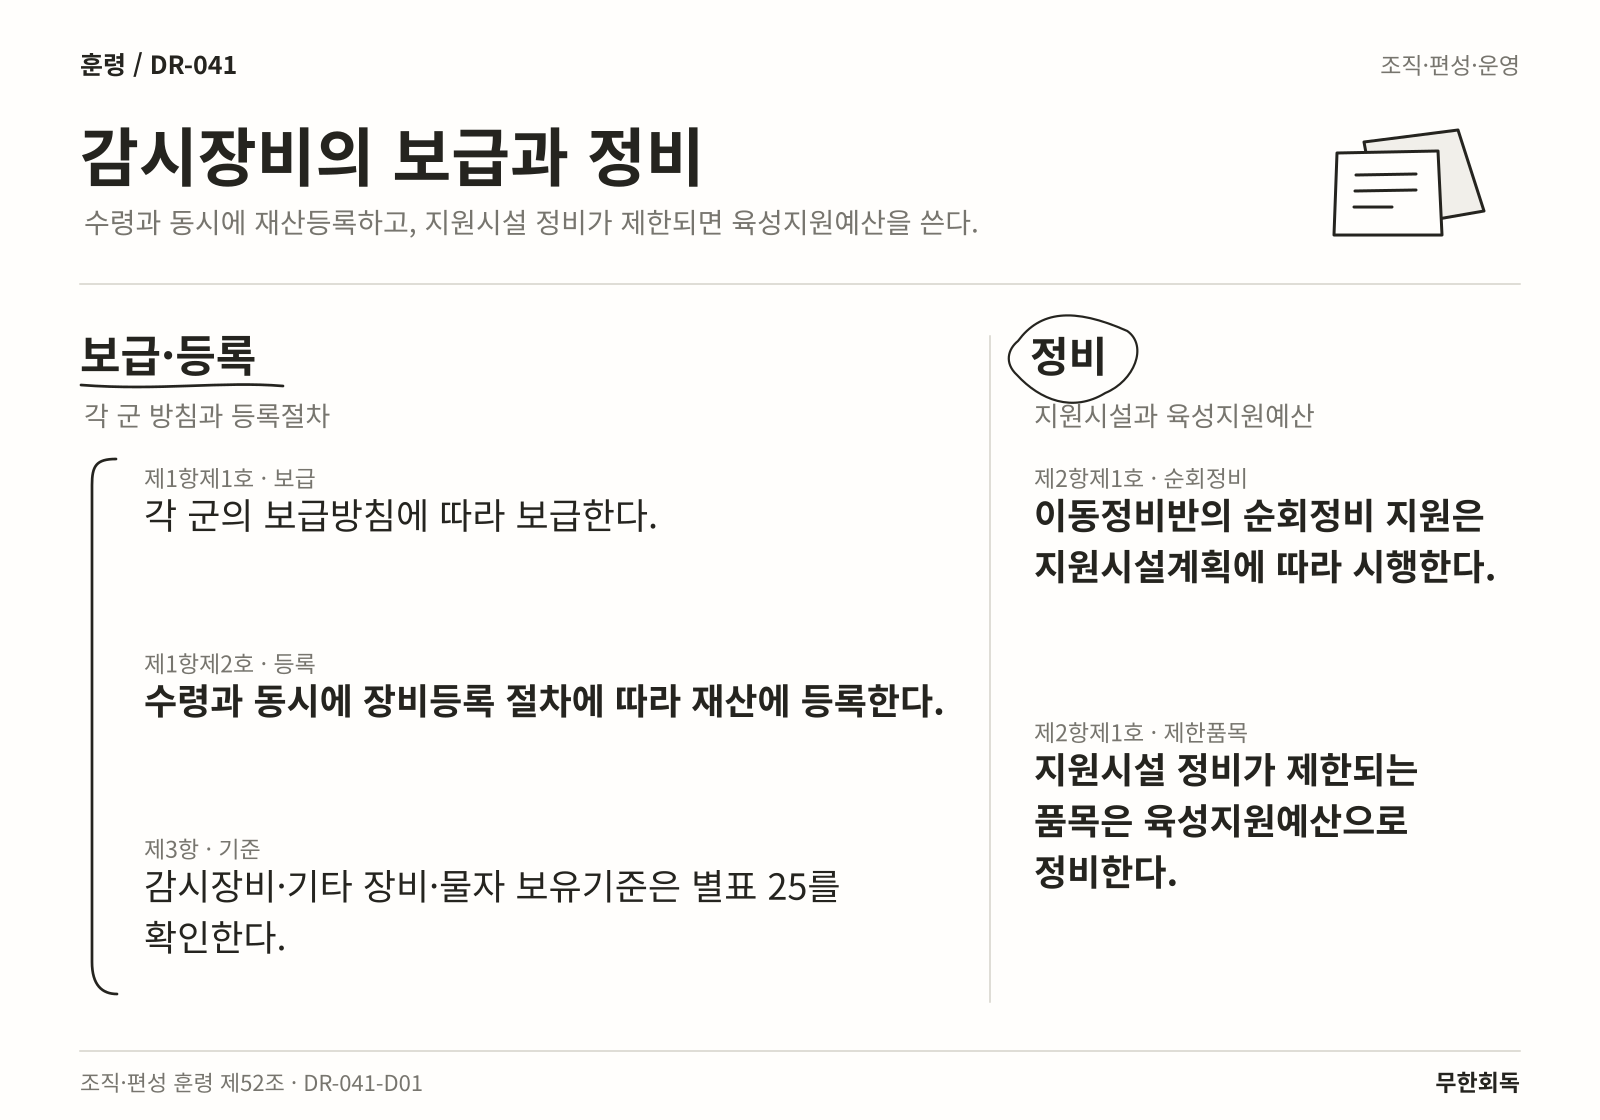 훈령 / DR-041
조직·편성·운영
감시장비의 보급과 정비
수령과 동시에 재산등록하고, 지원시설 정비가 제한되면 육성지원예산을 쓴다.
보급·등록
각 군 방침과 등록절차
제1항제1호 · 보급
각 군의 보급방침에 따라 보급한다.
제1항제2호 · 등록
수령과 동시에 장비등록 절차에 따라 재산에 등록한다.
제3항 · 기준
감시장비·기타 장비·물자 보유기준은 별표 25를
확인한다.
정비
지원시설과 육성지원예산
제2항제1호 · 순회정비
이동정비반의 순회정비 지원은
지원시설계획에 따라 시행한다.
제2항제1호 · 제한품목
지원시설 정비가 제한되는
품목은 육성지원예산으로
정비한다.
조직·편성 훈령 제52조 · DR-041-D01
무한회독